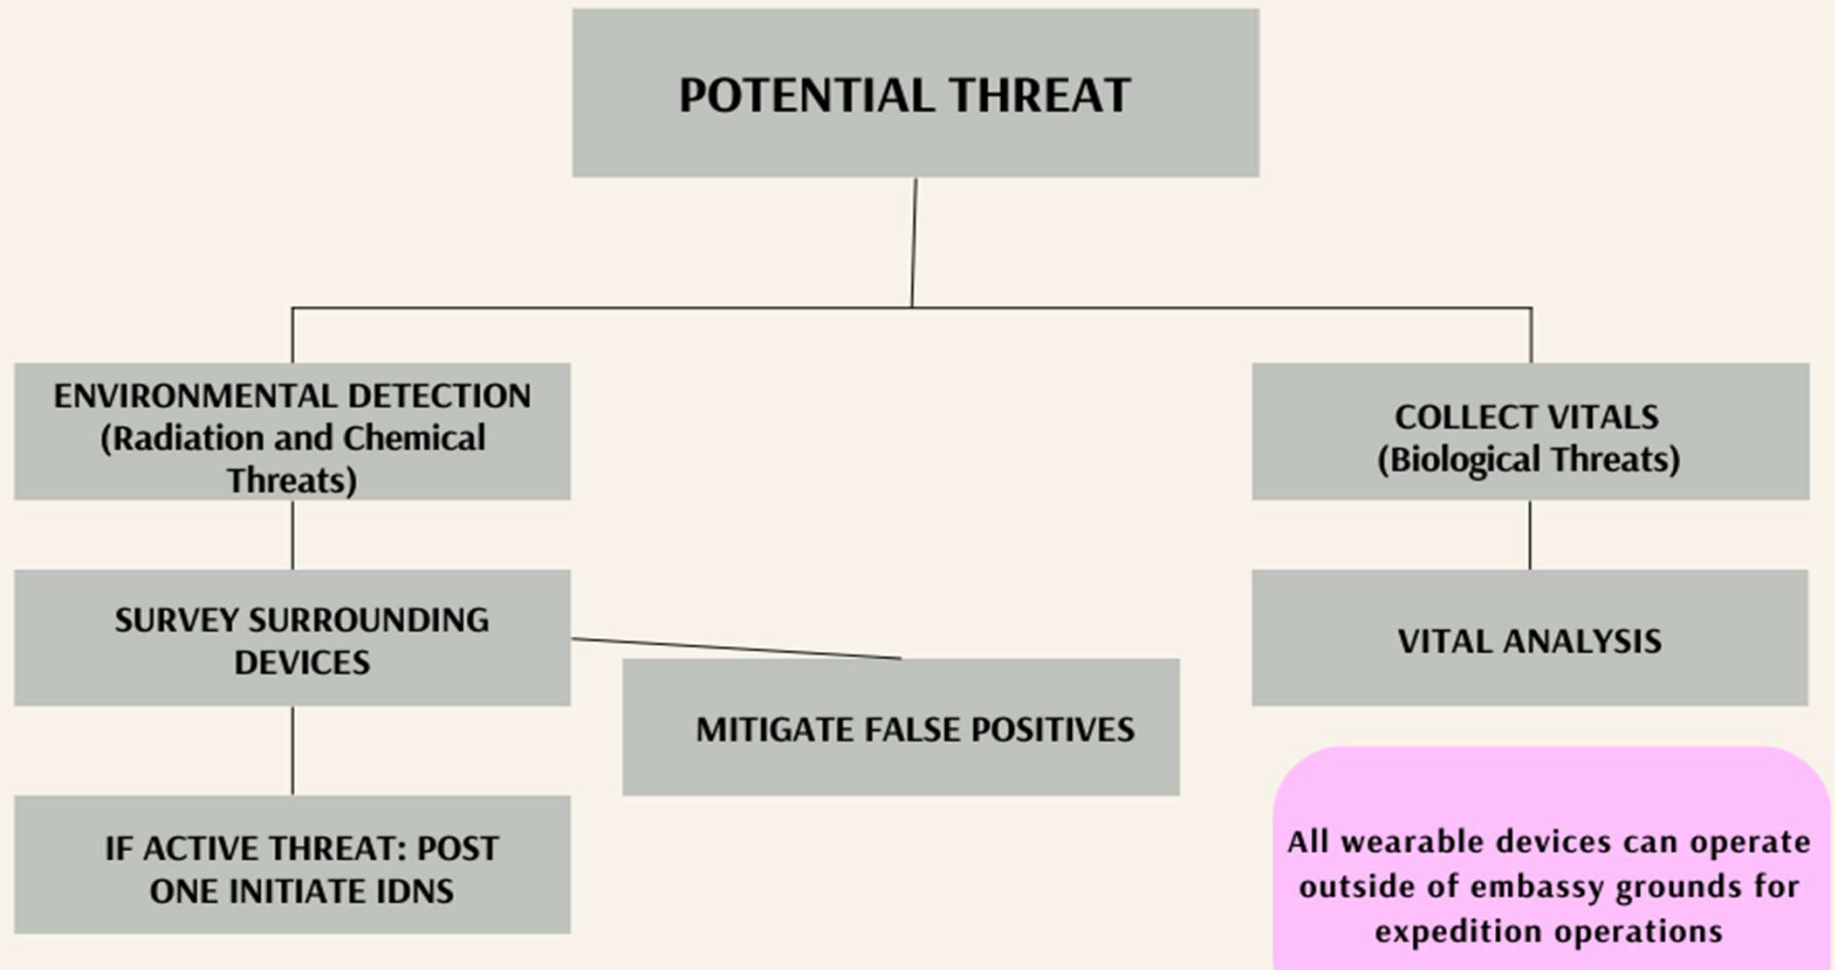 POTENTIAL THREAT
ENVIRONMENTAL DETECTION
(Radiation and Chemical
Threats)
COLLECT VITALS
(Biological Threats)
SURVEY SURROUNDING
DEVICES
VITAL ANALYSIS
MITIGATE FALSE POSITIVES
IF ACTIVE THREAT: POST
ONE INITIATE IDNS
All wearable devices can operate
outside of embassy grounds for
expedition operations